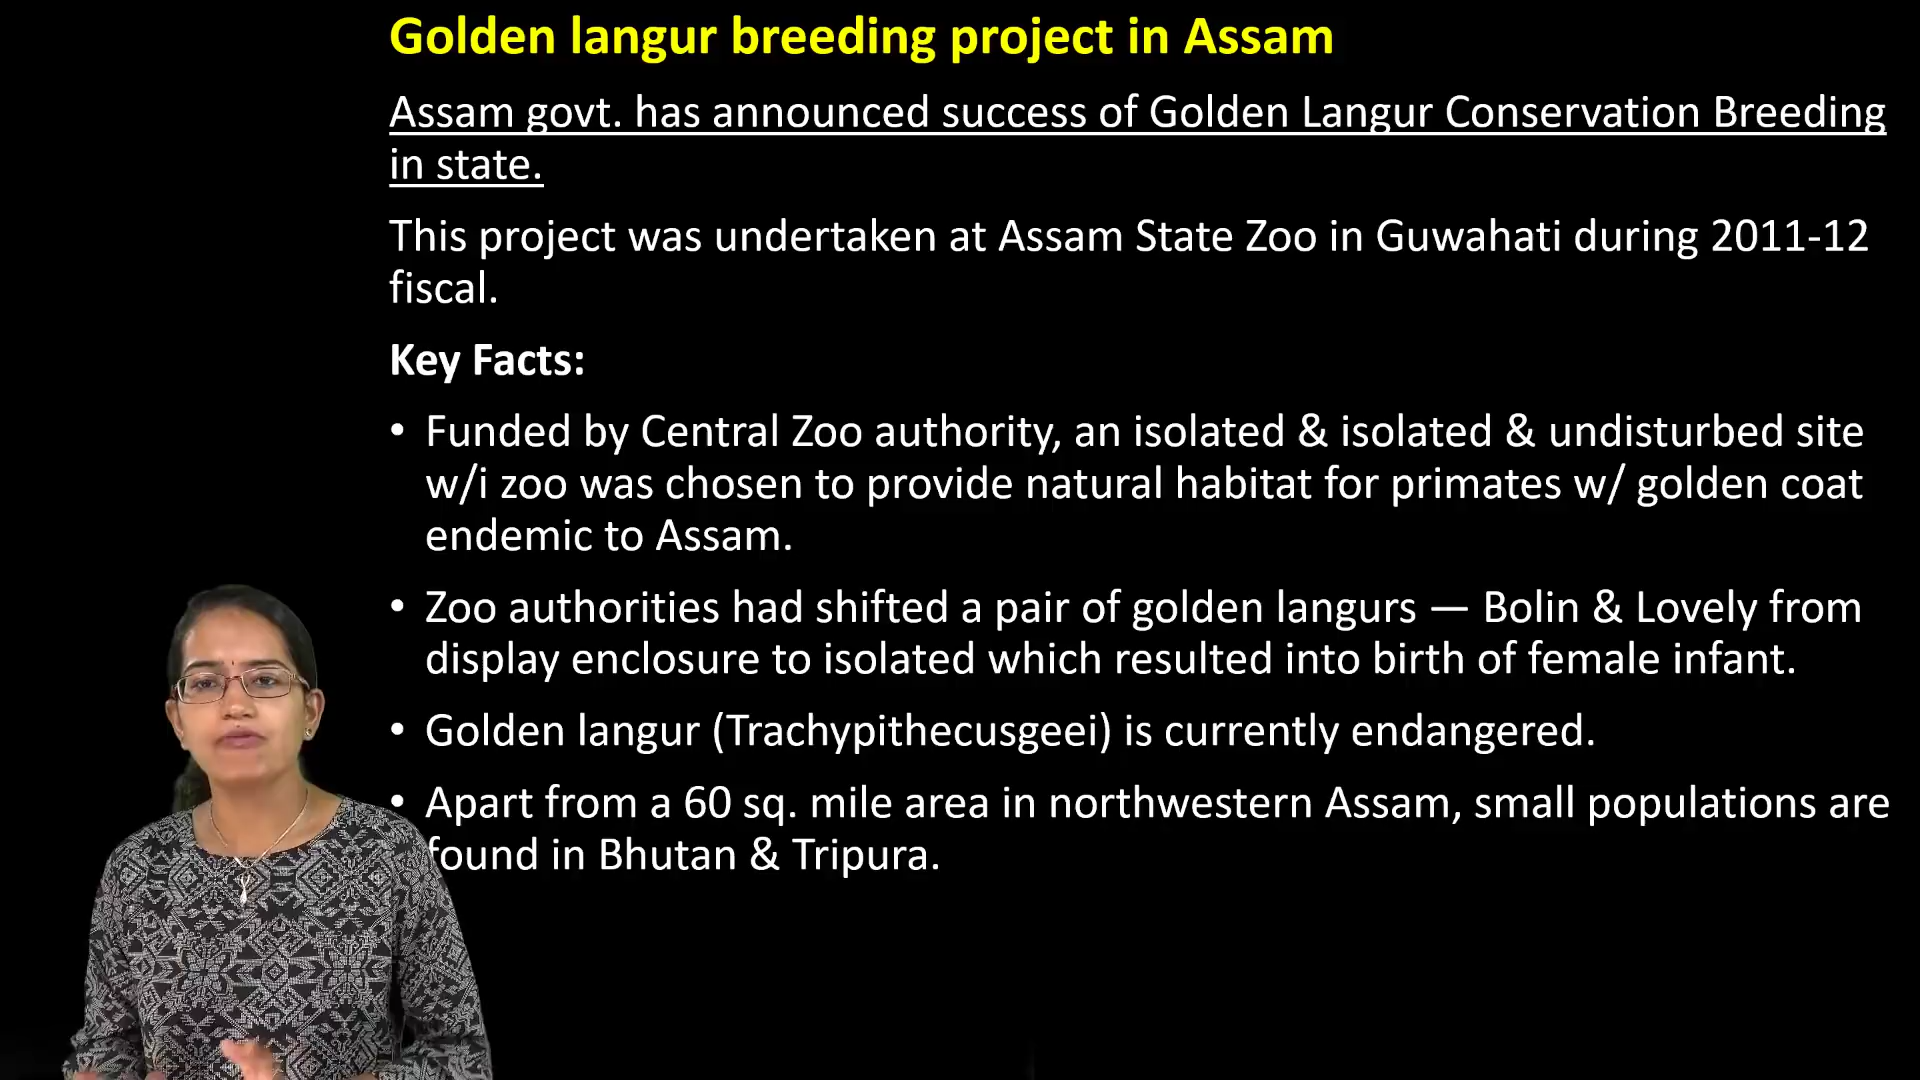 Golden langur breeding project in Assam
Assam govt. has announced success of Golden Langur Conservation Breeding
in state.
This project was undertaken at Assam State Zoo in Guwahati during 2011-12
fiscal.
Key Facts:
• Funded by Central Zoo authority, an isolated & isolated & undisturbed site
w/i zoo was chosen to provide natural habitat for primates w/ golden coat
endemic to Assam.
• Zoo authorities had shifted a pair of golden langurs — Bolin & Lovely from
display enclosure to isolated which resulted into birth of female infant.
• Golden langur (Trachypithecusgeei) is currently endangered.
• Apart from a 60 sq. mile area in northwestern Assam, small populations are
found in Bhutan & Tripura.